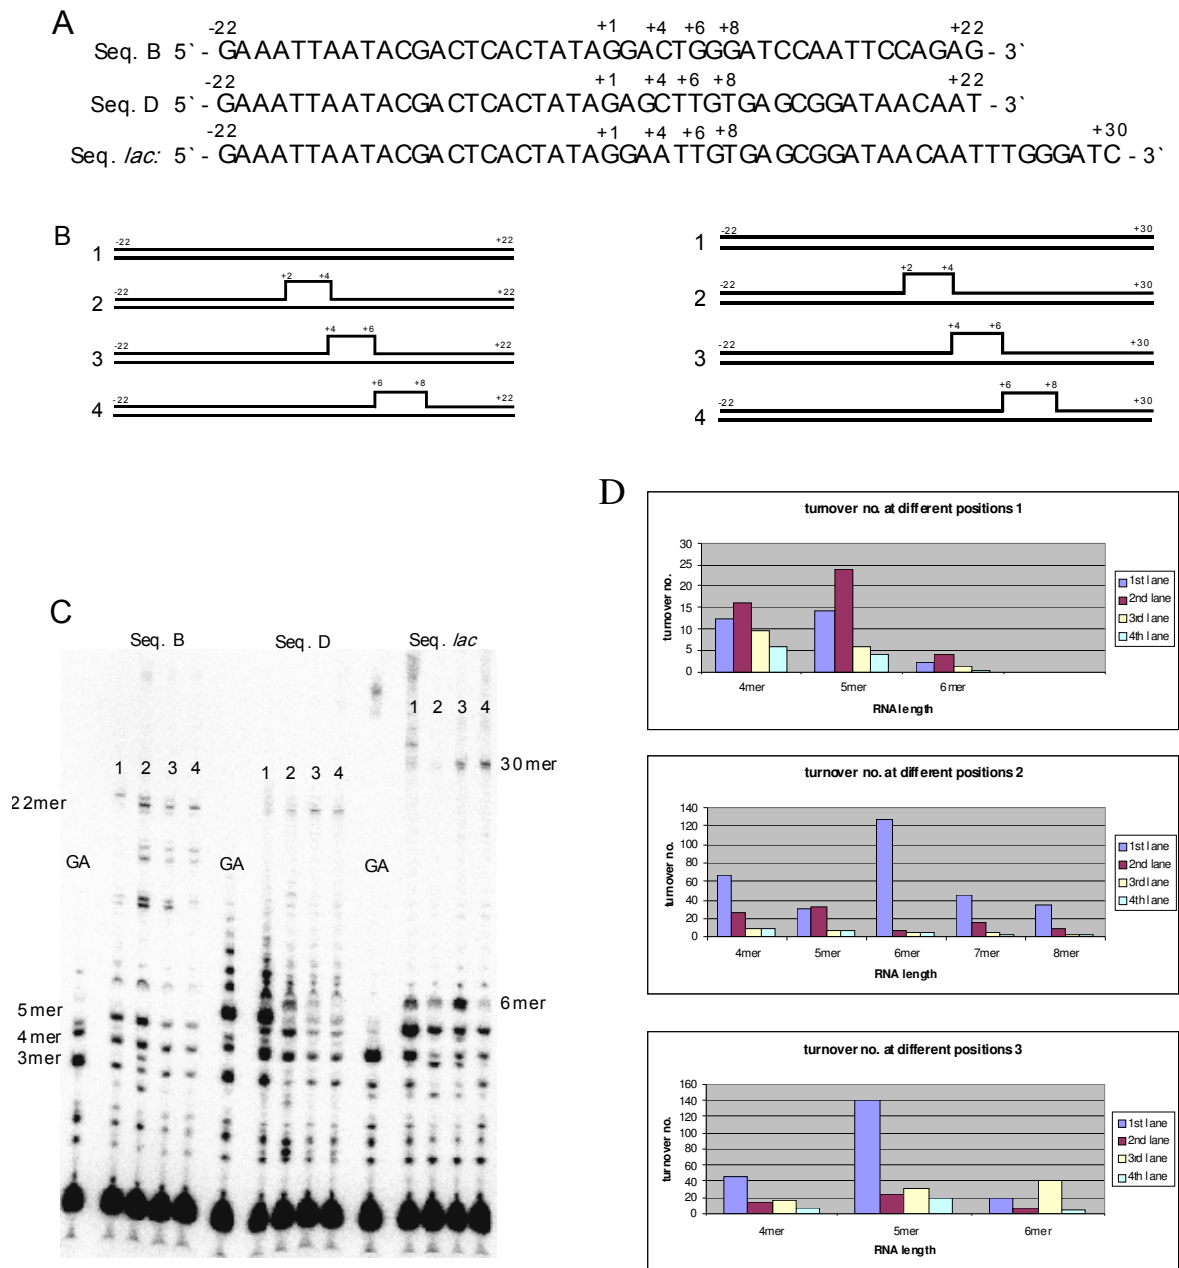 A
-22 +1 +4 +6 +8 +22
Seq. B 5` - GAAATTAATACGACTCACTATAGGACTGGGATCCAATTCCAGAG - 3`
-22 +1 +4 +6 +8 +22
Seq. D 5` - GAAATTAATACGACTCACTATAGAGCTTGTGAGCGGATAACAAT - 3`
-22 +1 +4 +6 +8 +30
Seq. lac: 5` - GAAATTAATACGACTCACTATAGGAATTGTGAGCGGATAACAATTTGGGATC - 3`
B
1 -22 +22
2 -22 +2 +4 +22
3 -22 +4 +6 +22
4 -22 +6 +8 +22
1 -22 +30
2 -22 +2 +4 +30
3 -22 +4 +6 +30
4 -22 +6 +8 +30
C
Seq. B Seq. D Seq. lac
1 2 3 4
30mer
1 2 3 4
1 2 3 4
22mer
GA GA GA
6mer
5mer
4mer
3mer
D
turnover no. at different positions 1
turnover no.
30
25
20
15
10
5
0
4mer 5mer 6mer
RNA length
1st lane
2nd lane
3rd lane
4th lane
turnover no. at different positions 2
turnover no.
140
120
100
80
60
40
20
0
4mer 5mer 6mer 7mer 8mer
RNA length
1st lane
2nd lane
3rd lane
4th lane
turnover no. at different positions 3
turnover no.
160
140
120
100
80
60
40
20
0
4mer 5mer 6mer
RNA length
1st lane
2nd lane
3rd lane
4th lane